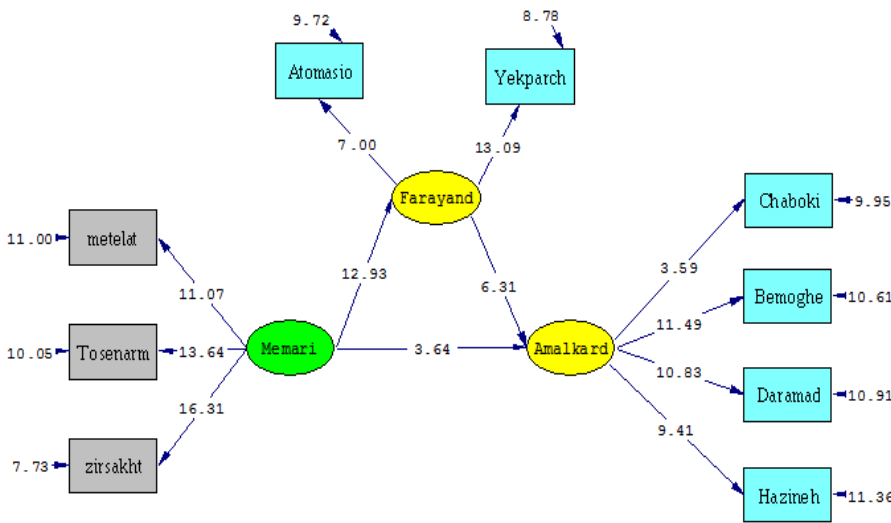 9.72
8.78
Atomasio
Yekparch
7.00
13.09
Farayand
Chaboki
9.95
11.00
metelat
3.59
12.93
6.31
11.07
Bemoghe
10.61
11.49
10.05
Tosenarm
13.64
Memari
3.64
Amalkard
10.83
Daramad
10.91
16.31
9.41
7.73
zirsakht
Hazineh
11.36